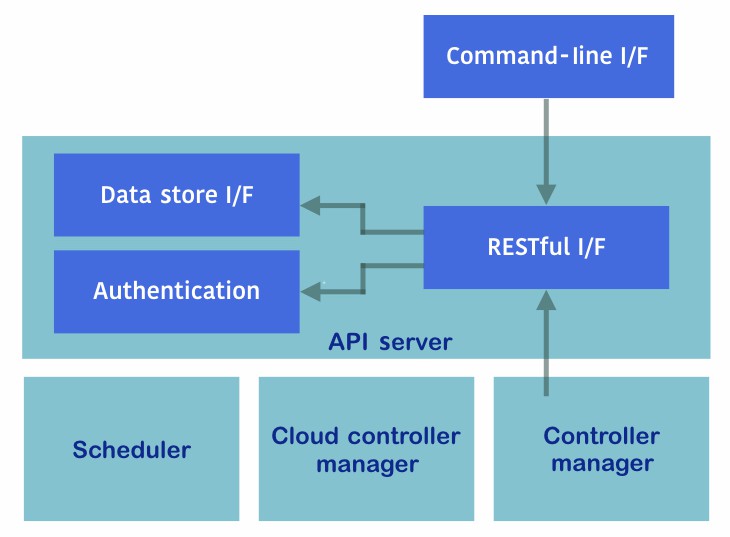 Command-line I/F
Data store I/F
RESTful I/F
Authentication
API server
Scheduler
Cloud controller
manager
Controller
manager